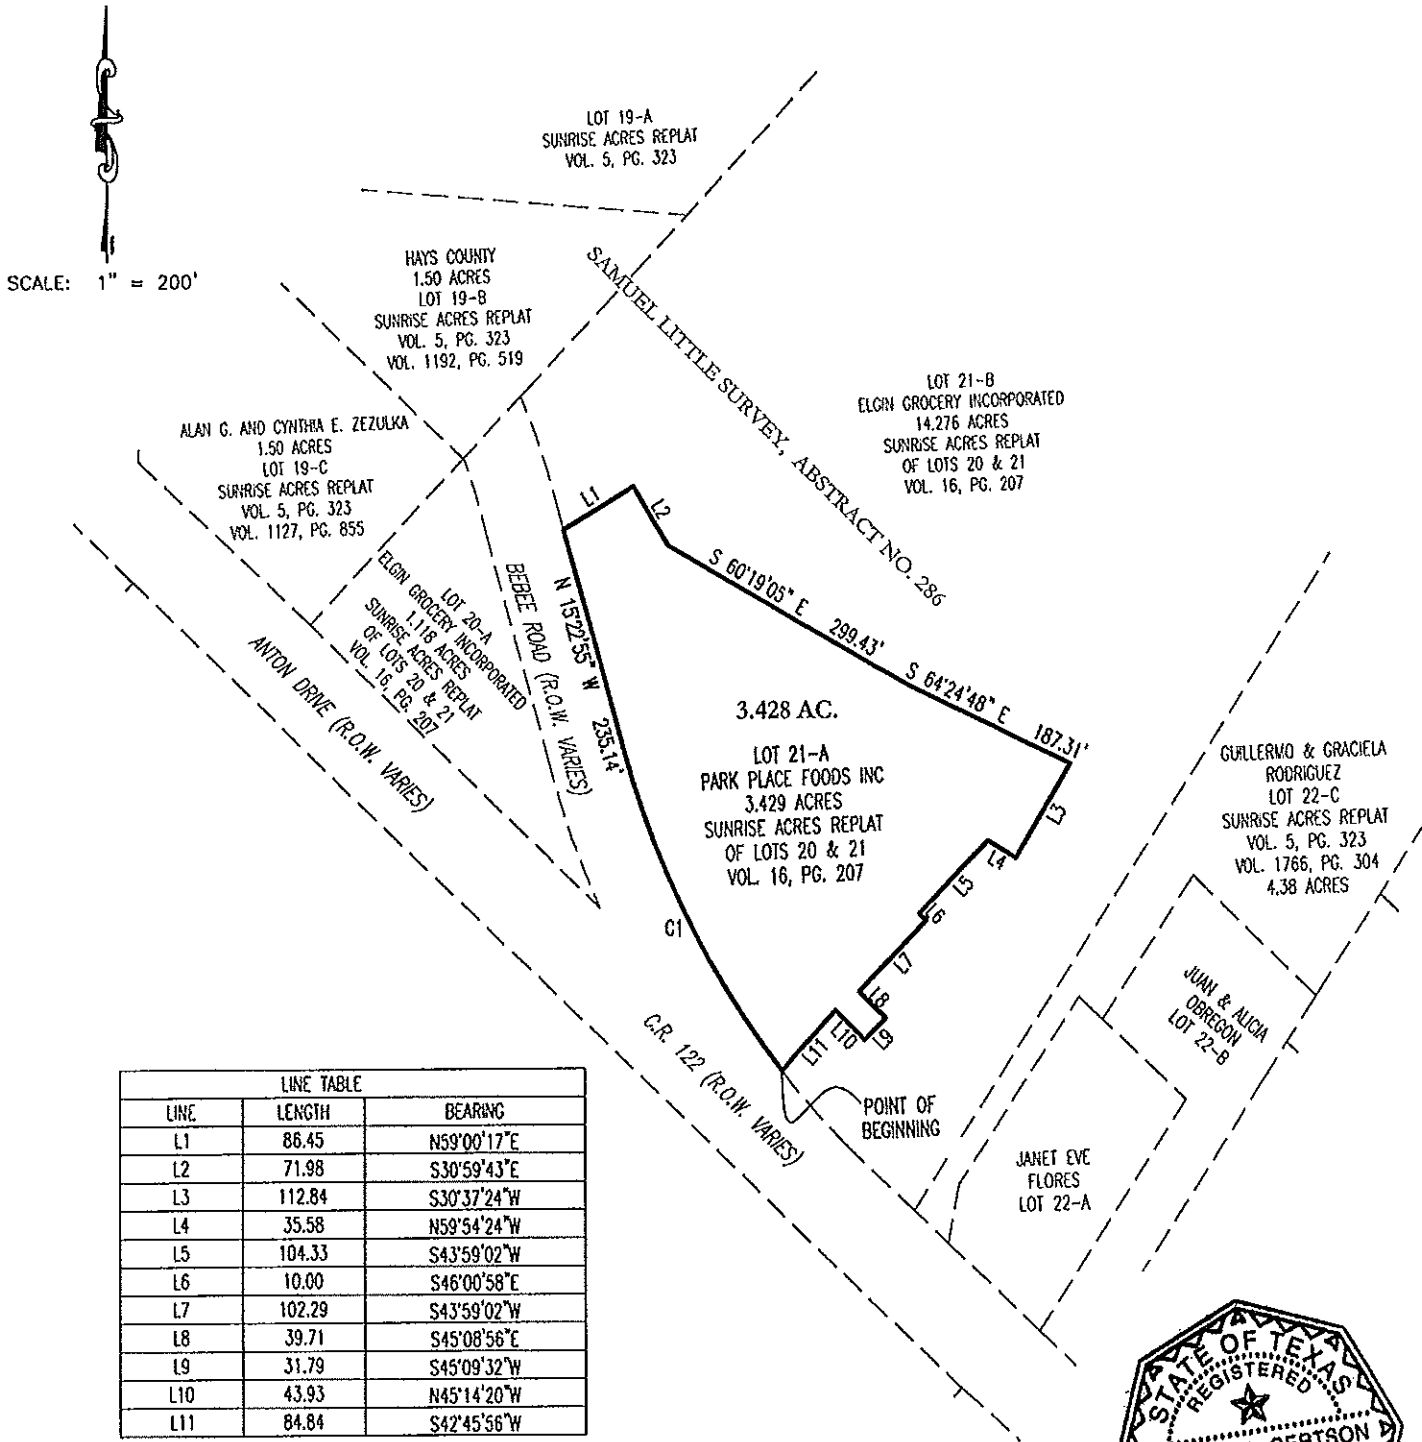 SCALE: 1" = 200'
LOT 19-A
SUNRISE ACRES REPLAT
VOL. 5, PG. 323
HAYS COUNTY
1.50 ACRES
LOT 19-B
SUNRISE ACRES REPLAT
VOL. 5, PG. 323
VOL. 1192, PG. 519
SAMUEL LITTLE SURVEY, ABSTRACT NO. 286
LOT 21-B
ELGIN GROCERY INCORPORATED
14.276 ACRES
SUNRISE ACRES REPLAT
OF LOTS 20 & 21
VOL. 16, PG. 207
ALAN G. AND CYNTHIA E. ZEZULKA
1.50 ACRES
LOT 19-C
SUNRISE ACRES REPLAT
VOL. 5, PG. 323
VOL. 1127, PG. 855
LOT 20-A
ELGIN GROCERY INCORPORATED
1.118 ACRES
SUNRISE ACRES REPLAT
OF LOTS 20 & 21
VOL. 16, PG. 207
ANTON DRIVE (R.O.W. VARIES)
BEBEE ROAD (R.O.W. VARIES)
L1
L2
N 15°22'55" W 235.14'
S 60°19'05" E 299.43'
S 64°24'48" E 187.31'
3.428 AC.
LOT 21-A
PARK PLACE FOODS INC
3.429 ACRES
SUNRISE ACRES REPLAT
OF LOTS 20 & 21
VOL. 16, PG. 207
L3
L4
L5
L6
L7
L8
L9
L10
L11
C1
GUILLERMO & GRACIELA
RODRIGUEZ
LOT 22-C
SUNRISE ACRES REPLAT
VOL. 5, PG. 323
VOL. 1766, PG. 304
4.38 ACRES
JUAN & ALICIA
OBREGON
LOT 22-B
C.R. 122 (R.O.W. VARIES)
POINT OF
BEGINNING
JANET EVE
FLORES
LOT 22-A
LINE TABLE
LINE LENGTH BEARING
L1 86.45 N59°00'17"E
L2 71.98 S30°59'43"E
L3 112.84 S30°37'24"W
L4 35.58 N59°54'24"W
L5 104.33 S43°59'02"W
L6 10.00 S46°00'58"E
L7 102.29 S43°59'02"W
L8 39.71 S45°08'56"E
L9 31.79 S45°09'32"W
L10 43.93 N45°14'20"W
L11 84.84 S42°45'56"W
STATE OF TEXAS
REGISTERED